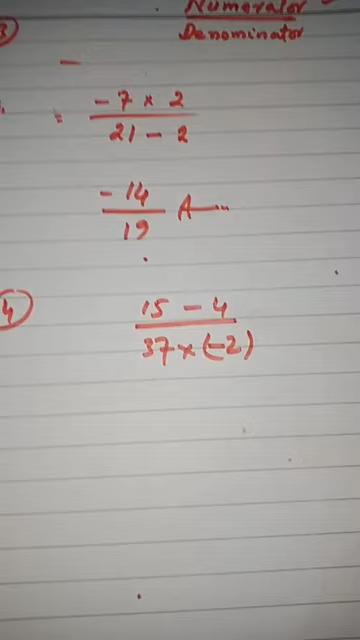 3
Numerator
Denominator
= -7 × 2
21 - 2
-14
19
4
15 - 4
37 × (-2)